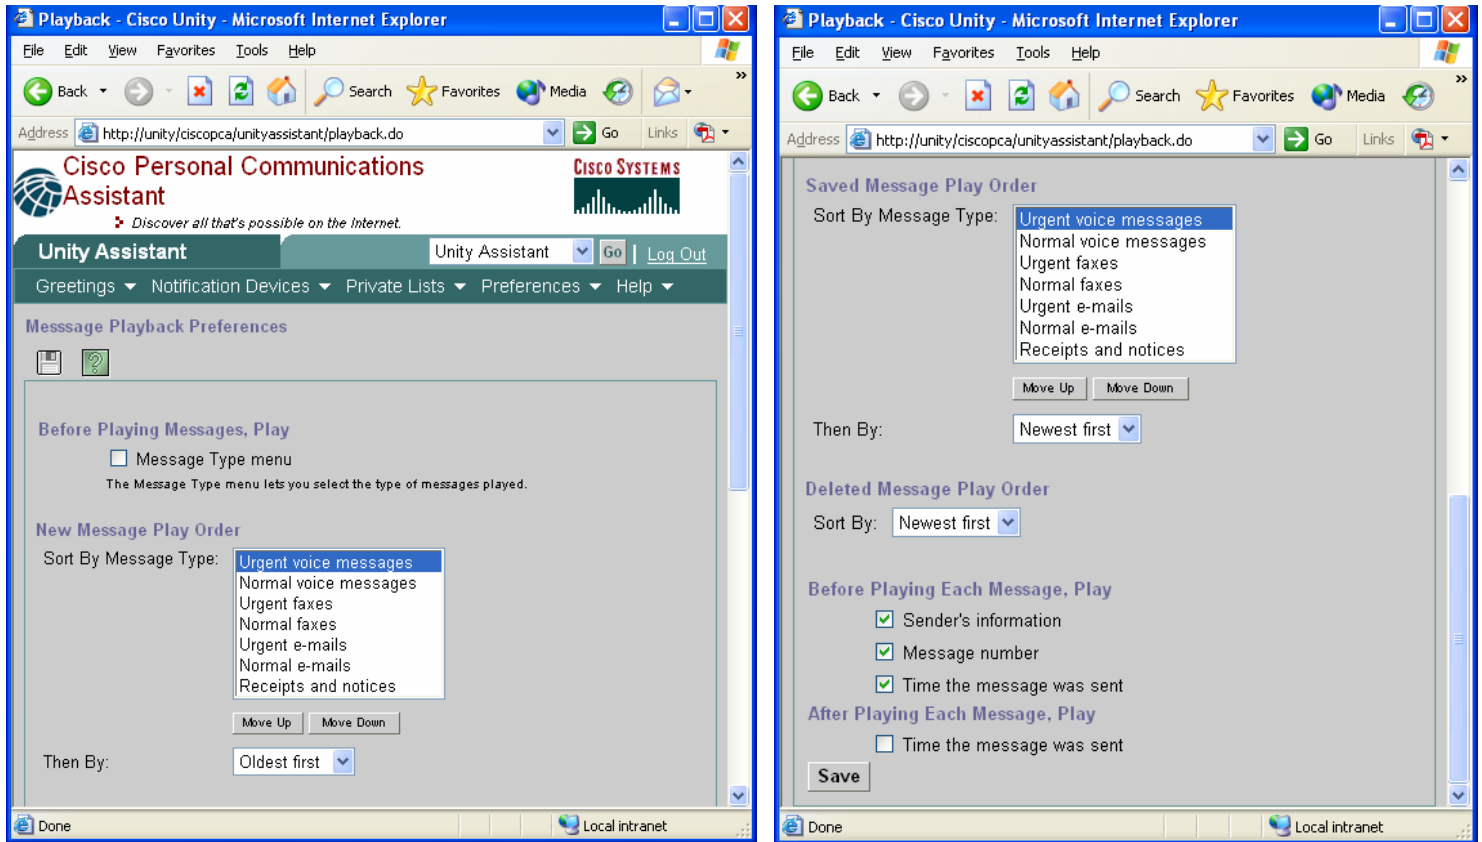 Playback - Cisco Unity - Microsoft Internet Explorer
File Edit View Favorites Tools Help
Back Search Favorites Media »
Address http://unity/ciscopca/unityassistant/playback.do Go Links
Cisco Personal Communications
Assistant
Discover all that's possible on the Internet.
CISCO SYSTEMS
Unity Assistant Unity Assistant Go | Log Out
Greetings Notification Devices Private Lists Preferences Help
Messsage Playback Preferences
?
Before Playing Messages, Play
Message Type menu
The Message Type menu lets you select the type of messages played.
New Message Play Order
Sort By Message Type: Urgent voice messages
Normal voice messages
Urgent faxes
Normal faxes
Urgent e-mails
Normal e-mails
Receipts and notices
Move Up Move Down
Then By: Oldest first
Done Local intranet
Playback - Cisco Unity - Microsoft Internet Explorer
File Edit View Favorites Tools Help
Back Search Favorites Media »
Address http://unity/ciscopca/unityassistant/playback.do Go Links
Saved Message Play Order
Sort By Message Type: Urgent voice messages
Normal voice messages
Urgent faxes
Normal faxes
Urgent e-mails
Normal e-mails
Receipts and notices
Move Up Move Down
Then By: Newest first
Deleted Message Play Order
Sort By: Newest first
Before Playing Each Message, Play
Sender's information
Message number
Time the message was sent
After Playing Each Message, Play
Time the message was sent
Save
Done Local intranet